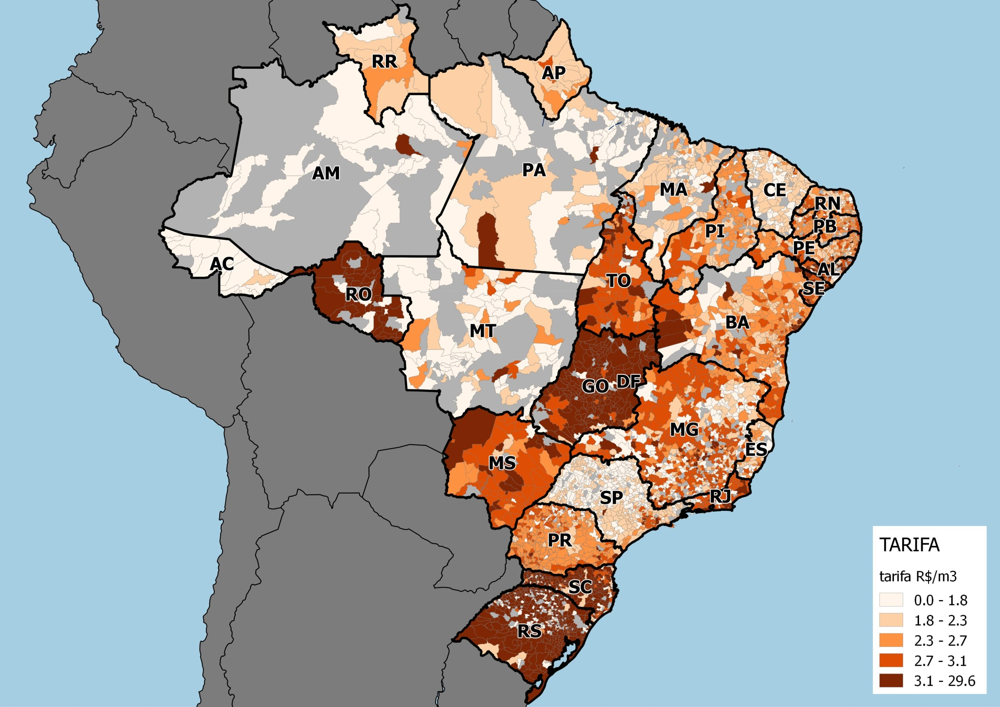 RR
AP
AM
PA
MA
CE
RN
PB
PI
PE
AC
AL
TO
SE
RO
BA
MT
GO
DF
MG
ES
MS
RJ
SP
PR
SC
RS
TARIFA
tarifa R$/m3
0.0 - 1.8
1.8 - 2.3
2.3 - 2.7
2.7 - 3.1
3.1 - 29.6